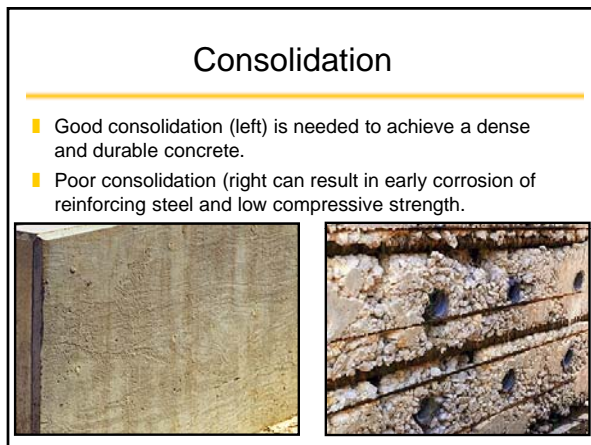 Consolidation
Good consolidation (left) is needed to achieve a dense
and durable concrete.
Poor consolidation (right can result in early corrosion of
reinforcing steel and low compressive strength.